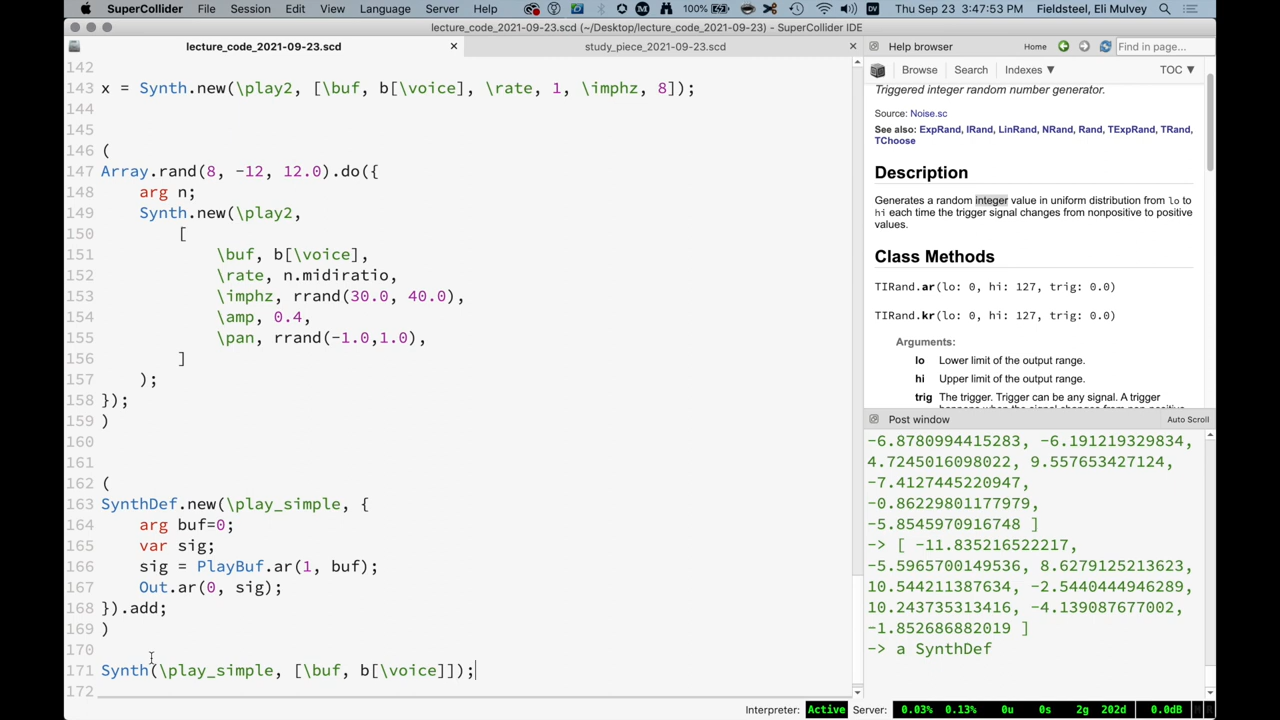 SuperCollider File Session Edit View Language Server Help 100% SuperCollider DV Thu Sep 23 3:47:53 PM Fieldsteel, Eli Mulvey
lecture_code_2021-09-23.scd (~/Desktop/lecture_code_2021-09-23) - SuperCollider IDE
lecture_code_2021-09-23.scd
study_piece_2021-09-23.scd
142
143 x = Synth.new(\play2, [\buf, b[\voice], \rate, 1, \imphz, 8]);
144
145
146 (
147 Array.rand(8, -12, 12.0).do({
148 arg n;
149 Synth.new(\play2,
150 [
151 \buf, b[\voice],
152 \rate, n.midiratio,
153 \imphz, rrand(30.0, 40.0),
154 \amp, 0.4,
155 \pan, rrand(-1.0,1.0),
156 ]
157 );
158 });
159 )
160
161
162 (
163 SynthDef.new(\play_simple, {
164 arg buf=0;
165 var sig;
166 sig = PlayBuf.ar(1, buf);
167 Out.ar(0, sig);
168 }).add;
169 )
170
171 Synth(\play_simple, [\buf, b[\voice]]);
172
Help browser Home Find in page...
Browse Search Indexes ▼ TOC ▼
Triggered integer random number generator.
Source: Noise.sc
See also: ExpRand, IRand, LinRand, NRand, Rand, TExpRand, TRand,
TChoose
Description
Generates a random integer value in uniform distribution from lo to
hi each time the trigger signal changes from nonpositive to positive
values.
Class Methods
TIRand.ar(lo: 0, hi: 127, trig: 0.0)
TIRand.kr(lo: 0, hi: 127, trig: 0.0)
Arguments:
lo Lower limit of the output range.
hi Upper limit of the output range.
trig The trigger. Trigger can be any signal. A trigger
happens when the signal changes from non-positive
Post window Auto Scroll
-6.8780994415283, -6.191219329834,
4.7245016098022, 9.557653427124,
-7.4127445220947,
-0.86229801177979,
-5.8545970916748 ]
-> [ -11.835216522217,
-5.5965700149536, 8.6279125213623,
10.544211387634, -2.5440444946289,
10.243735313416, -4.139087677002,
-1.852686882019 ]
-> a SynthDef
Interpreter: Active Server: 0.03% 0.13% 0u 0s 2g 202d 0.0dB M R